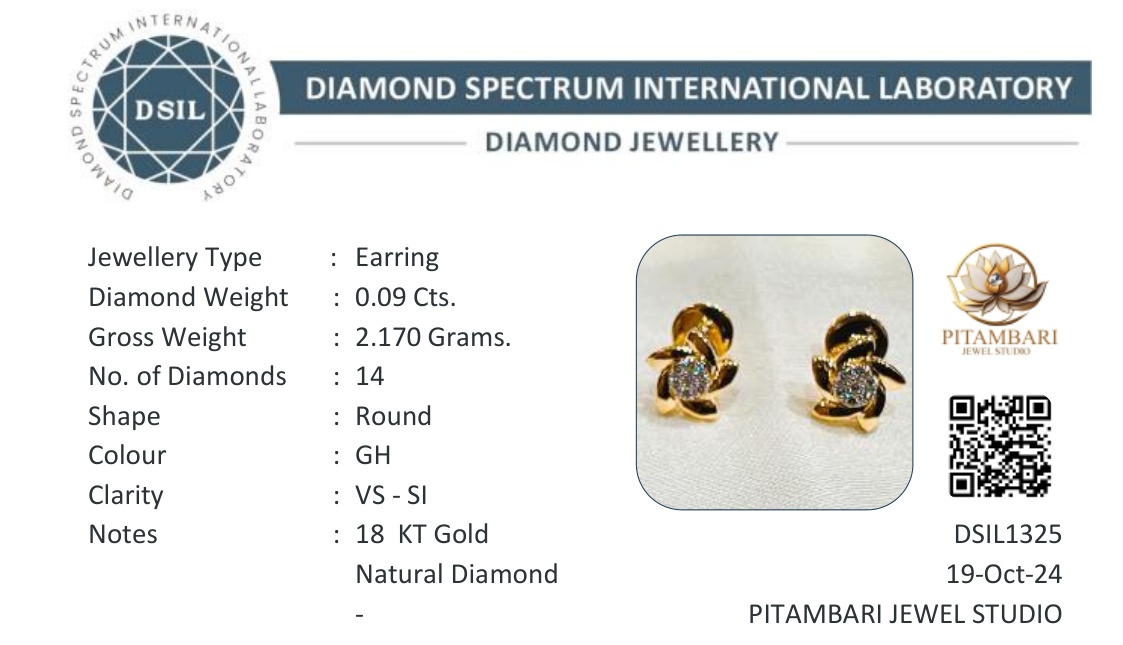 DIAMOND SPECTRUM INTERNATIONAL LABORATORY
DSIL
DIAMOND SPECTRUM INTERNATIONAL LABORATORY
DIAMOND JEWELLERY
Jewellery Type : Earring
Diamond Weight : 0.09 Cts.
Gross Weight : 2.170 Grams.
No. of Diamonds : 14
Shape : Round
Colour : GH
Clarity : VS - SI
Notes : 18 KT Gold
Natural Diamond
-
PITAMBARI
JEWEL STUDIO
DSIL1325
19-Oct-24
PITAMBARI JEWEL STUDIO